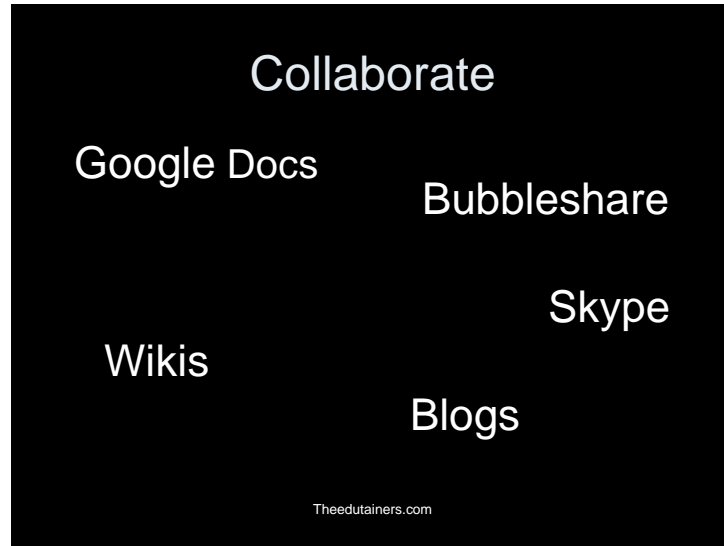 Collaborate
Google Docs
Bubbleshare
Skype
Wikis
Blogs
Theedutainers.com